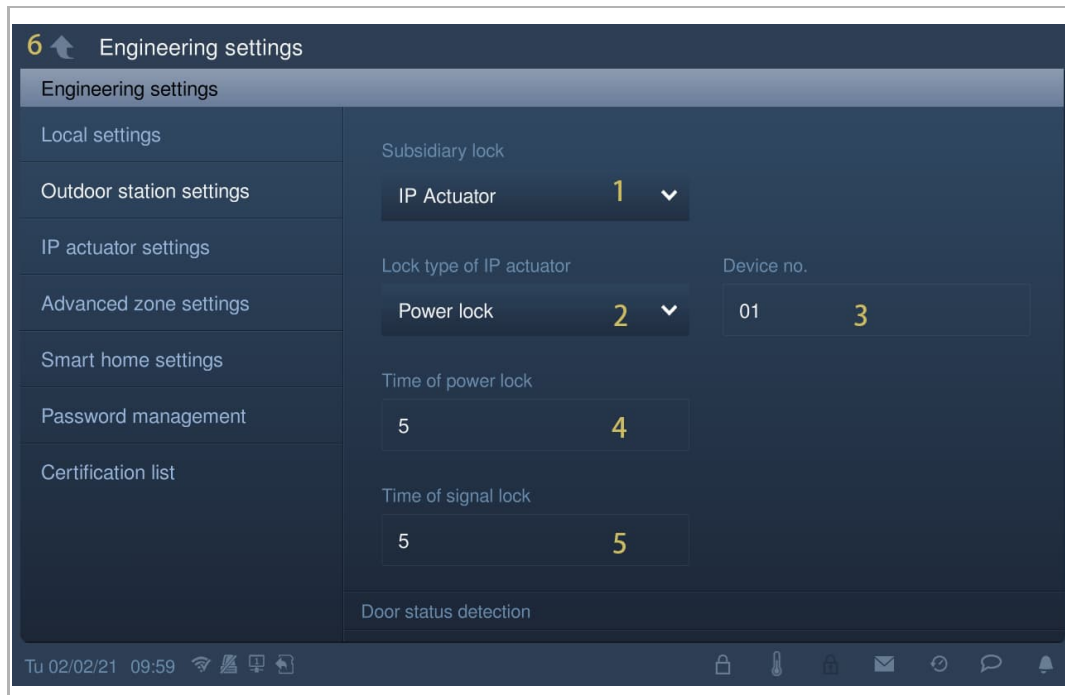 6 Engineering settings
Engineering settings
Local settings
Outdoor station settings
IP actuator settings
Advanced zone settings
Smart home settings
Password management
Certification list
Subsidiary lock
IP Actuator 1
Lock type of IP actuator
Device no.
Power lock 2
01 3
Time of power lock
5 4
Time of signal lock
5 5
Door status detection
Tu 02/02/21 09:59